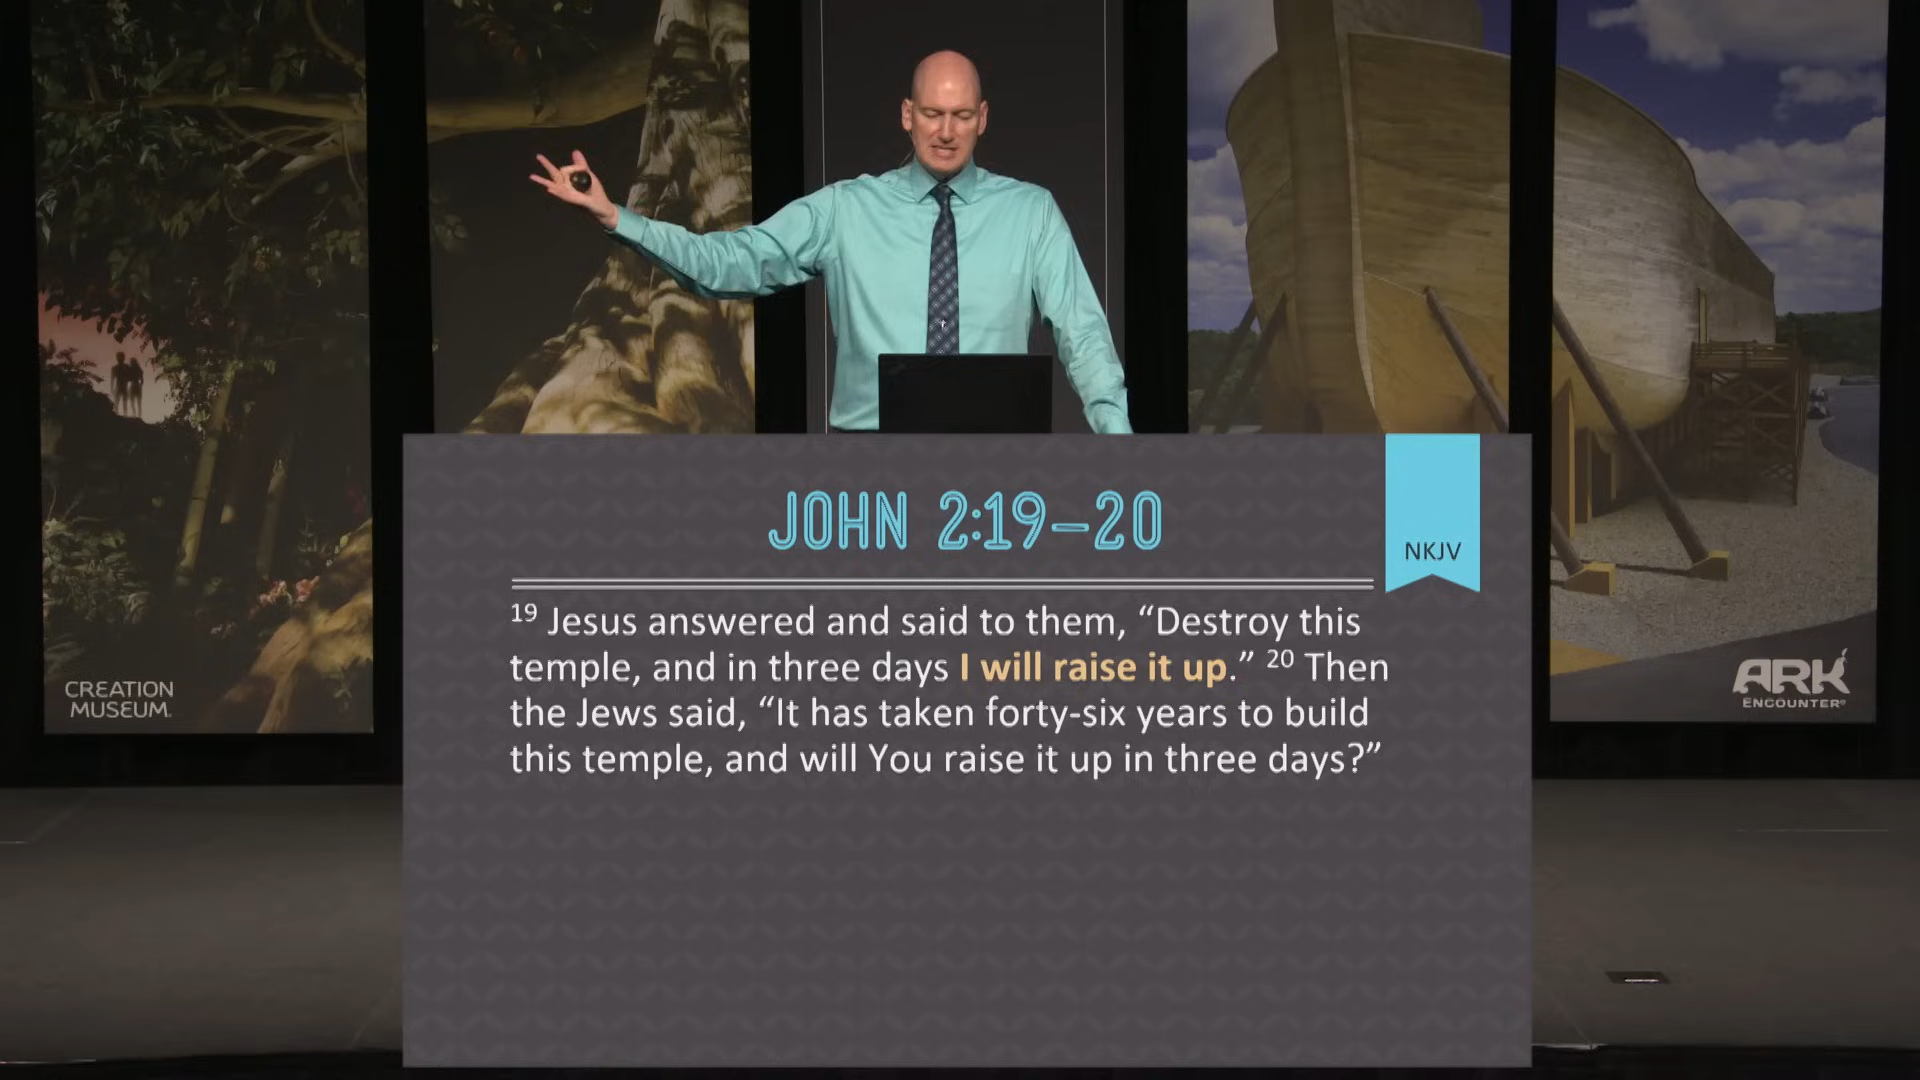 CREATION
MUSEUM®
JOHN 2:19–20
NKJV
19 Jesus answered and said to them, “Destroy this
temple, and in three days I will raise it up.” 20 Then
the Jews said, “It has taken forty-six years to build
this temple, and will You raise it up in three days?”
ARK
ENCOUNTER®